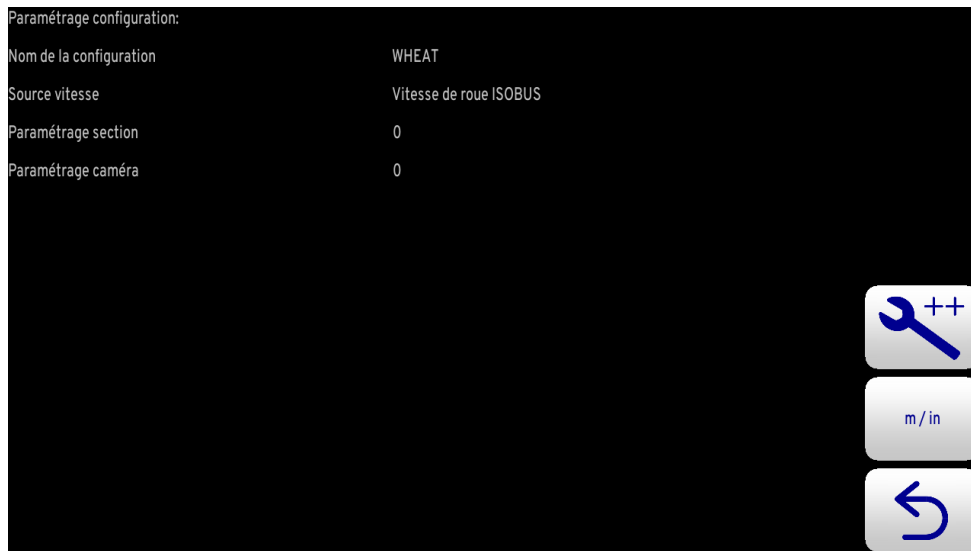 Paramétrage configuration:
Nom de la configuration WHEAT
Source vitesse Vitesse de roue ISOBUS
Paramétrage section 0
Paramétrage caméra 0
++
m / in